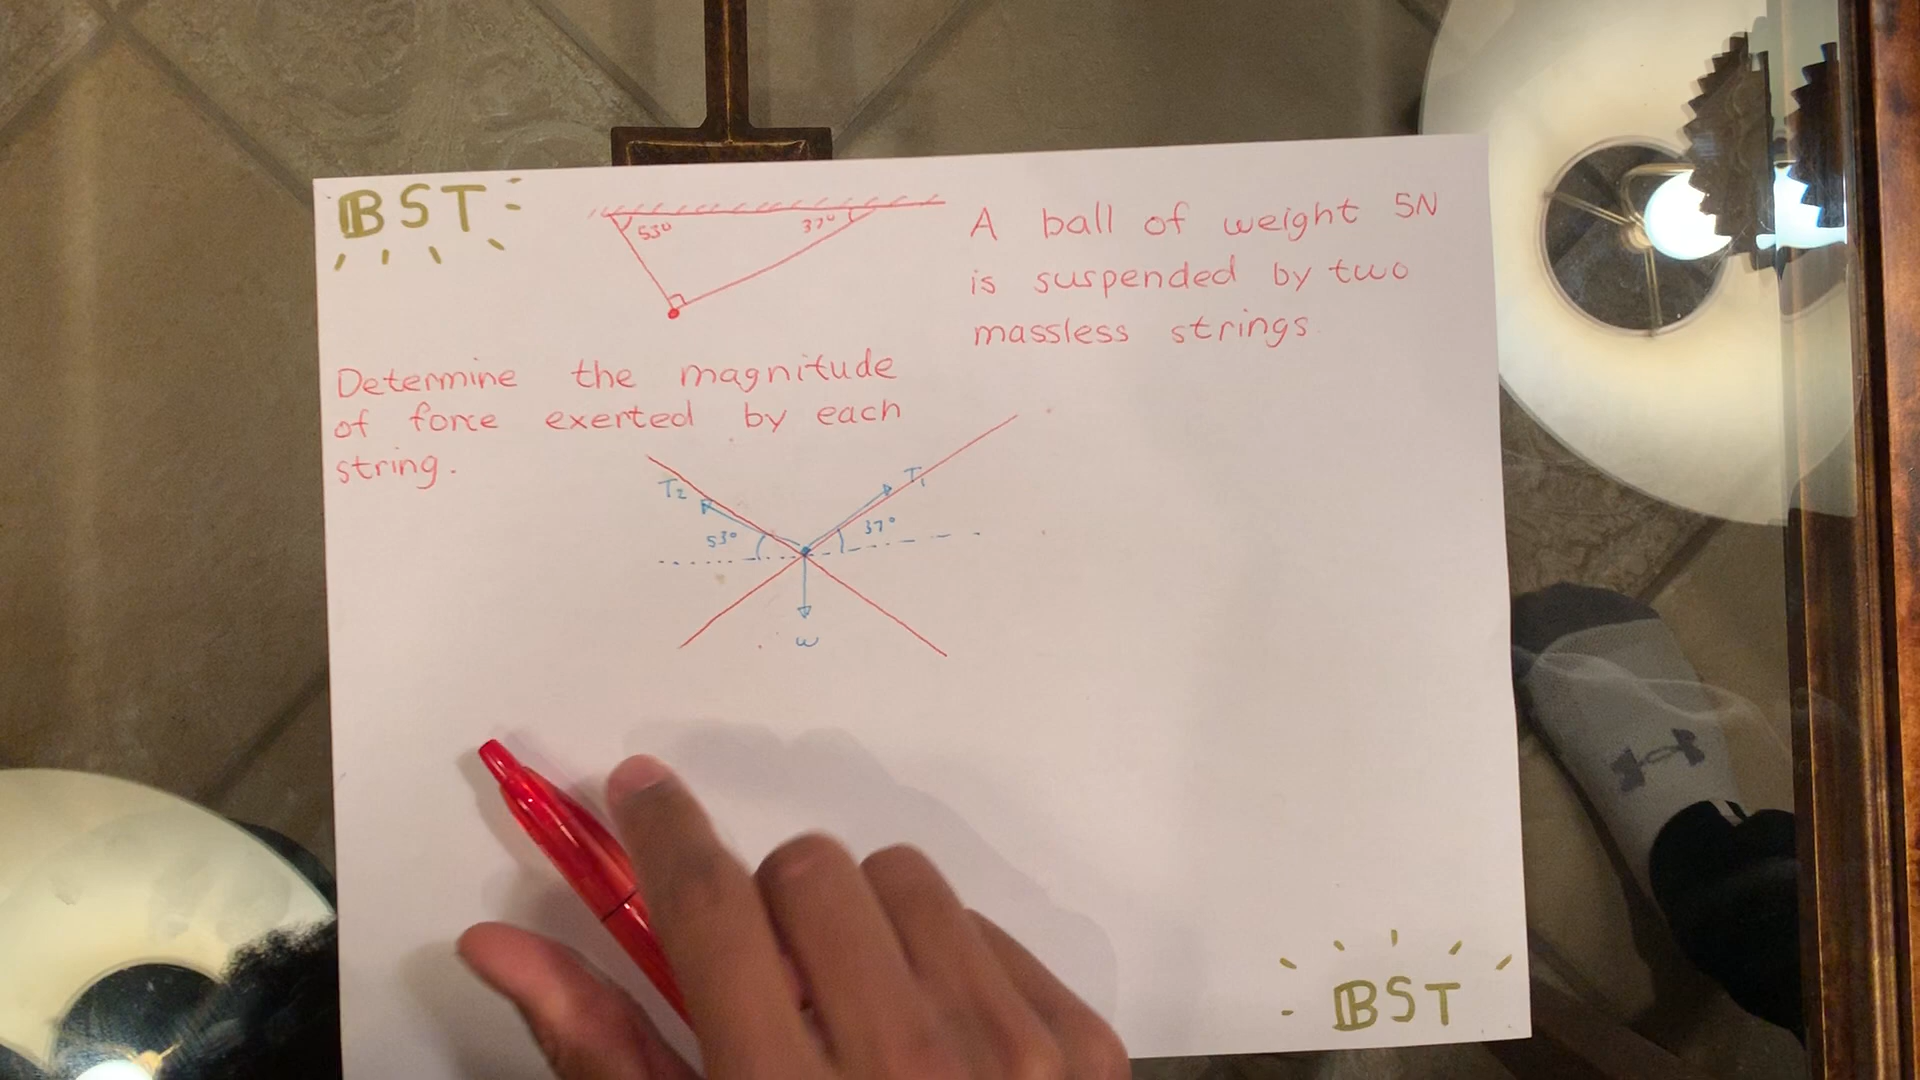 BST
53° 37°
A ball of weight 5N
is suspended by two
massless strings.
Determine the magnitude
of force exerted by each
string.
T2 T1
53° 37°
w
BST